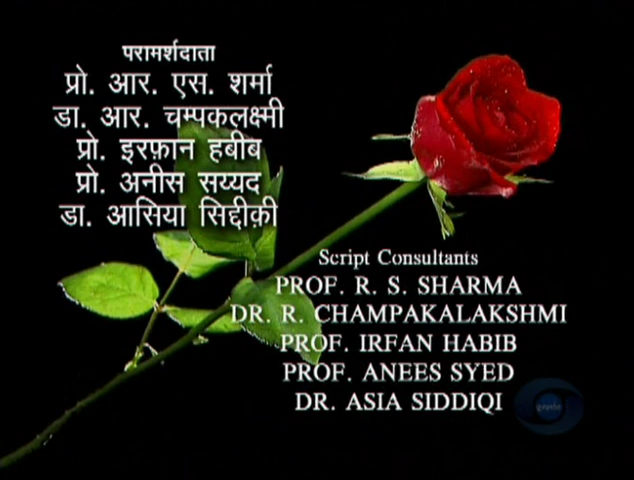 परामर्शदाता
प्रो. आर. एस. शर्मा
डा. आर. चम्पकलक्ष्मी
प्रो. इरफ़ान हबीब
प्रो. अनीस सय्यद
डा. आसिया सिद्दीक़ी
Script Consultants
PROF. R. S. SHARMA
DR. R. CHAMPAKALAKSHMI
PROF. IRFAN HABIB
PROF. ANEES SYED
DR. ASIA SIDDIQI